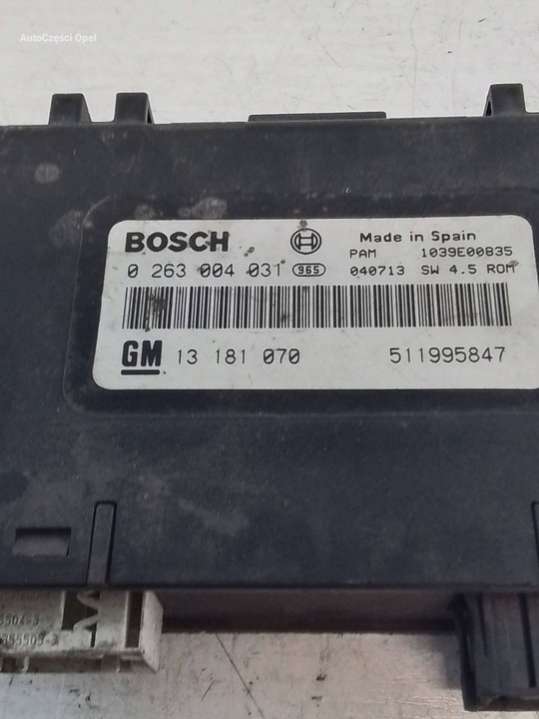 AutoCzęści Opel
BOSCH Made in Spain
PAM 1039E00835
0 263 004 031 965 040713 SW 4.5 ROM
GM 13 181 070 511995847